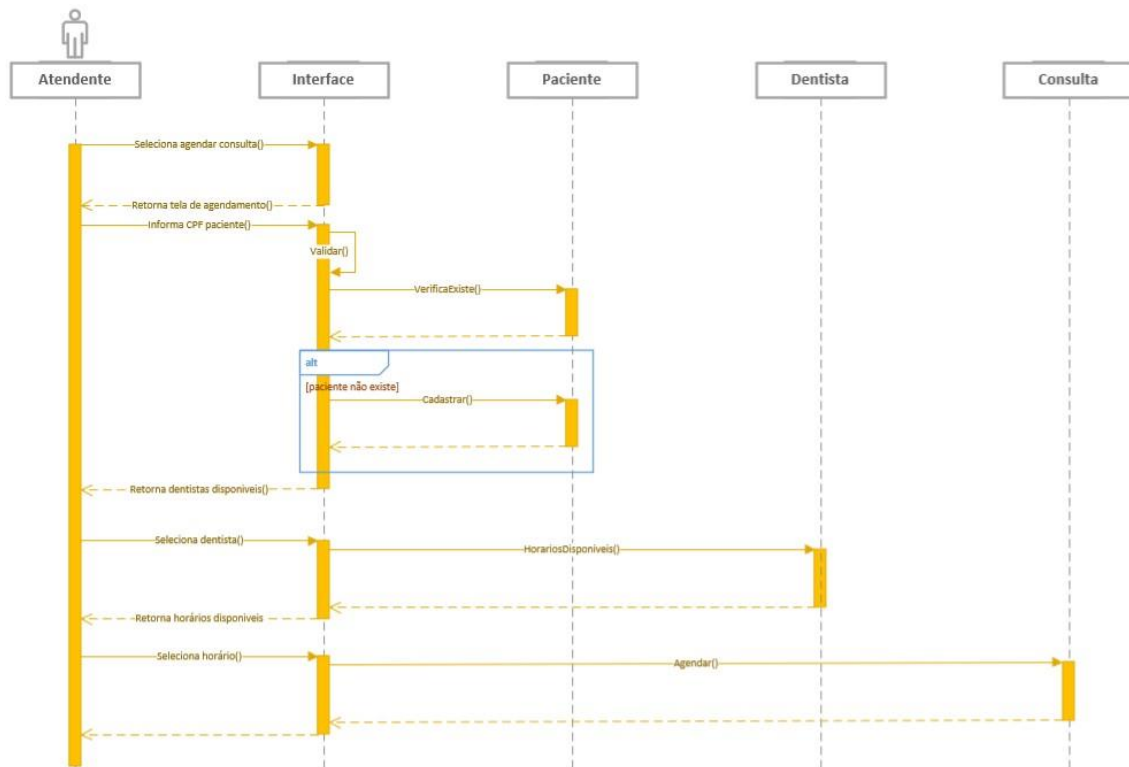 Atendente
Interface
Paciente
Dentista
Consulta
Seleciona agendar consulta()
Retorna tela de agendamento()
Informa CPF paciente()
Validar()
VerificaExiste()
alt
[paciente não existe]
Cadastrar()
Retorna dentistas disponiveis()
Seleciona dentista()
HorariosDisponiveis()
Retorna horários disponiveis
Seleciona horário()
Agendar()